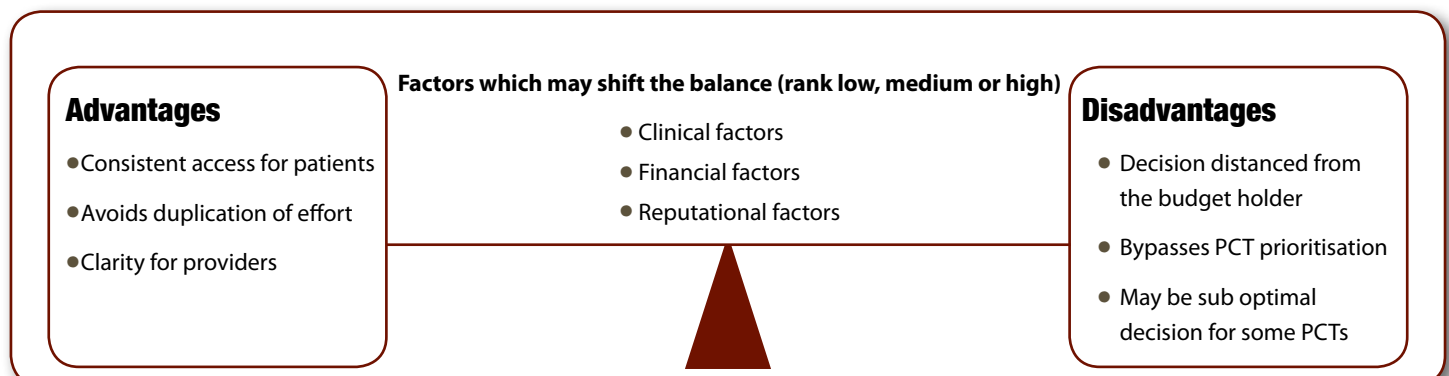 Advantages
●Consistent access for patients
●Avoids duplication of effort
●Clarity for providers
Factors which may shift the balance (rank low, medium or high)
● Clinical factors
● Financial factors
● Reputational factors
Disadvantages
● Decision distanced from
the budget holder
● Bypasses PCT prioritisation
● May be sub optimal
decision for some PCTs